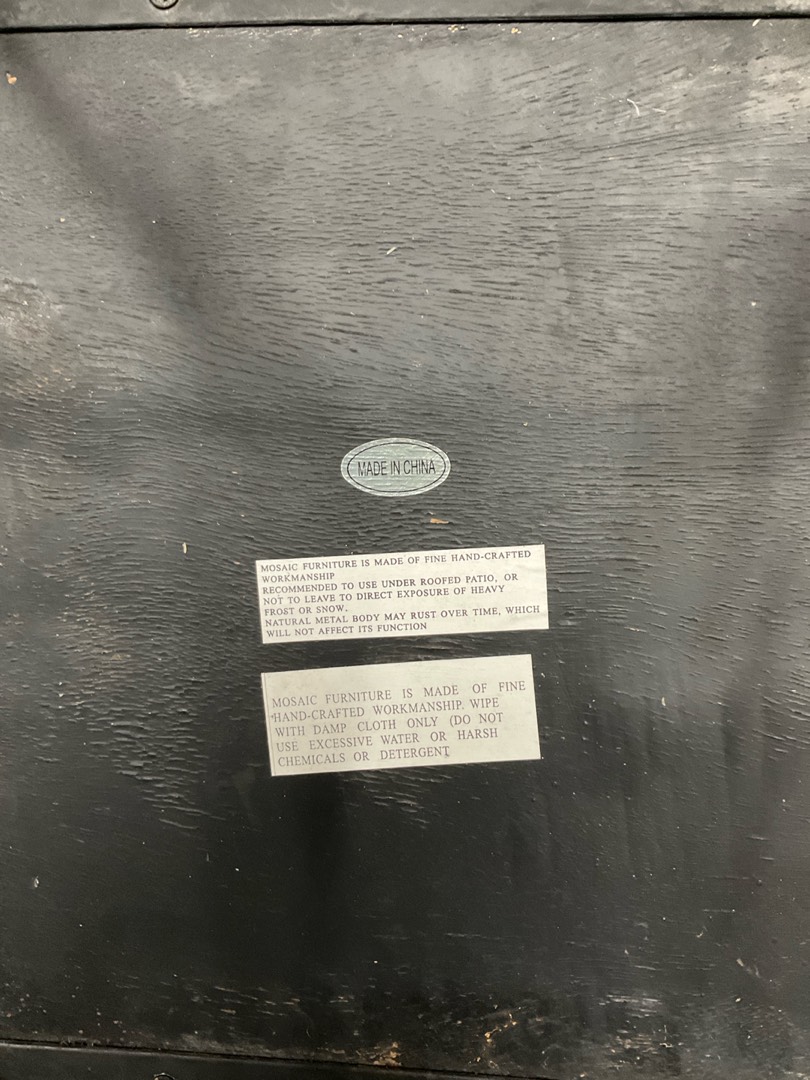 MADE IN CHINA
MOSAIC FURNITURE IS MADE OF FINE HAND-CRAFTED
WORKMANSHIP
RECOMMENDED TO USE UNDER ROOFED PATIO, OR
NOT TO LEAVE TO DIRECT EXPOSURE OF HEAVY
FROST OR SNOW.
NATURAL METAL BODY MAY RUST OVER TIME, WHICH
WILL NOT AFFECT ITS FUNCTION
MOSAIC FURNITURE IS MADE OF FINE
HAND-CRAFTED WORKMANSHIP. WIPE
WITH DAMP CLOTH ONLY (DO NOT
USE EXCESSIVE WATER OR HARSH
CHEMICALS OR DETERGENT